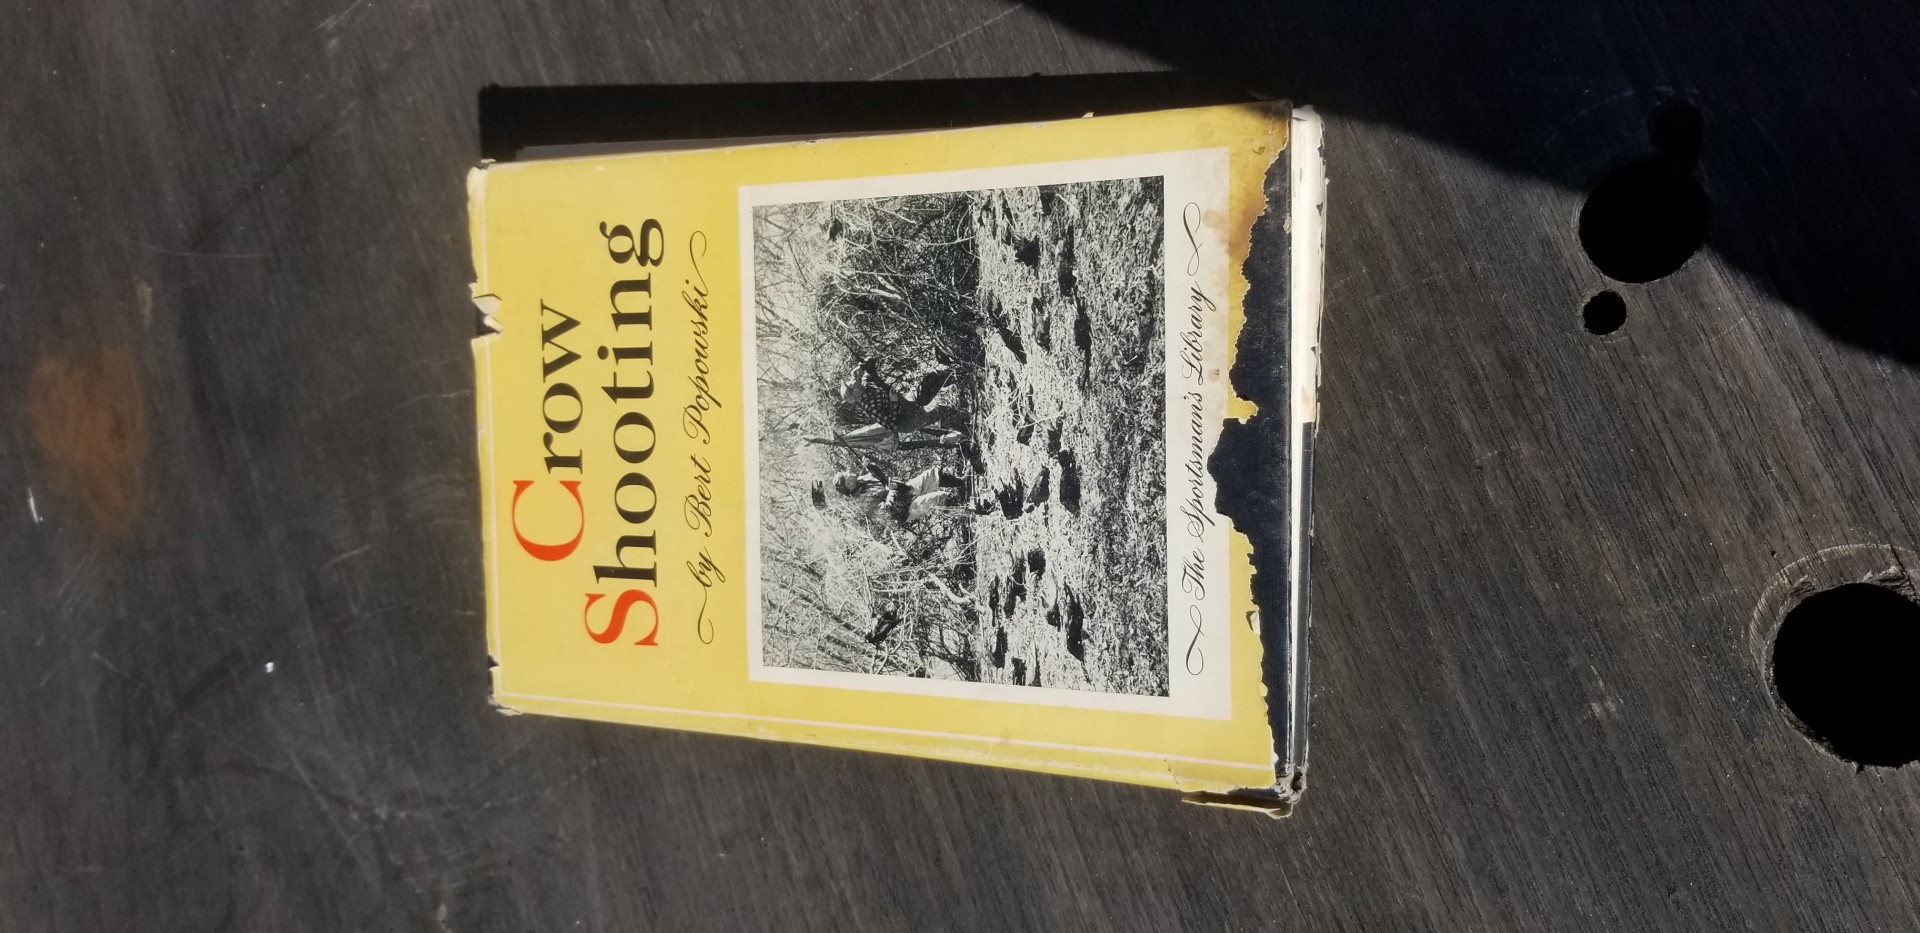 Crow
Shooting
by Bert Popowski
The Sportsman's Library